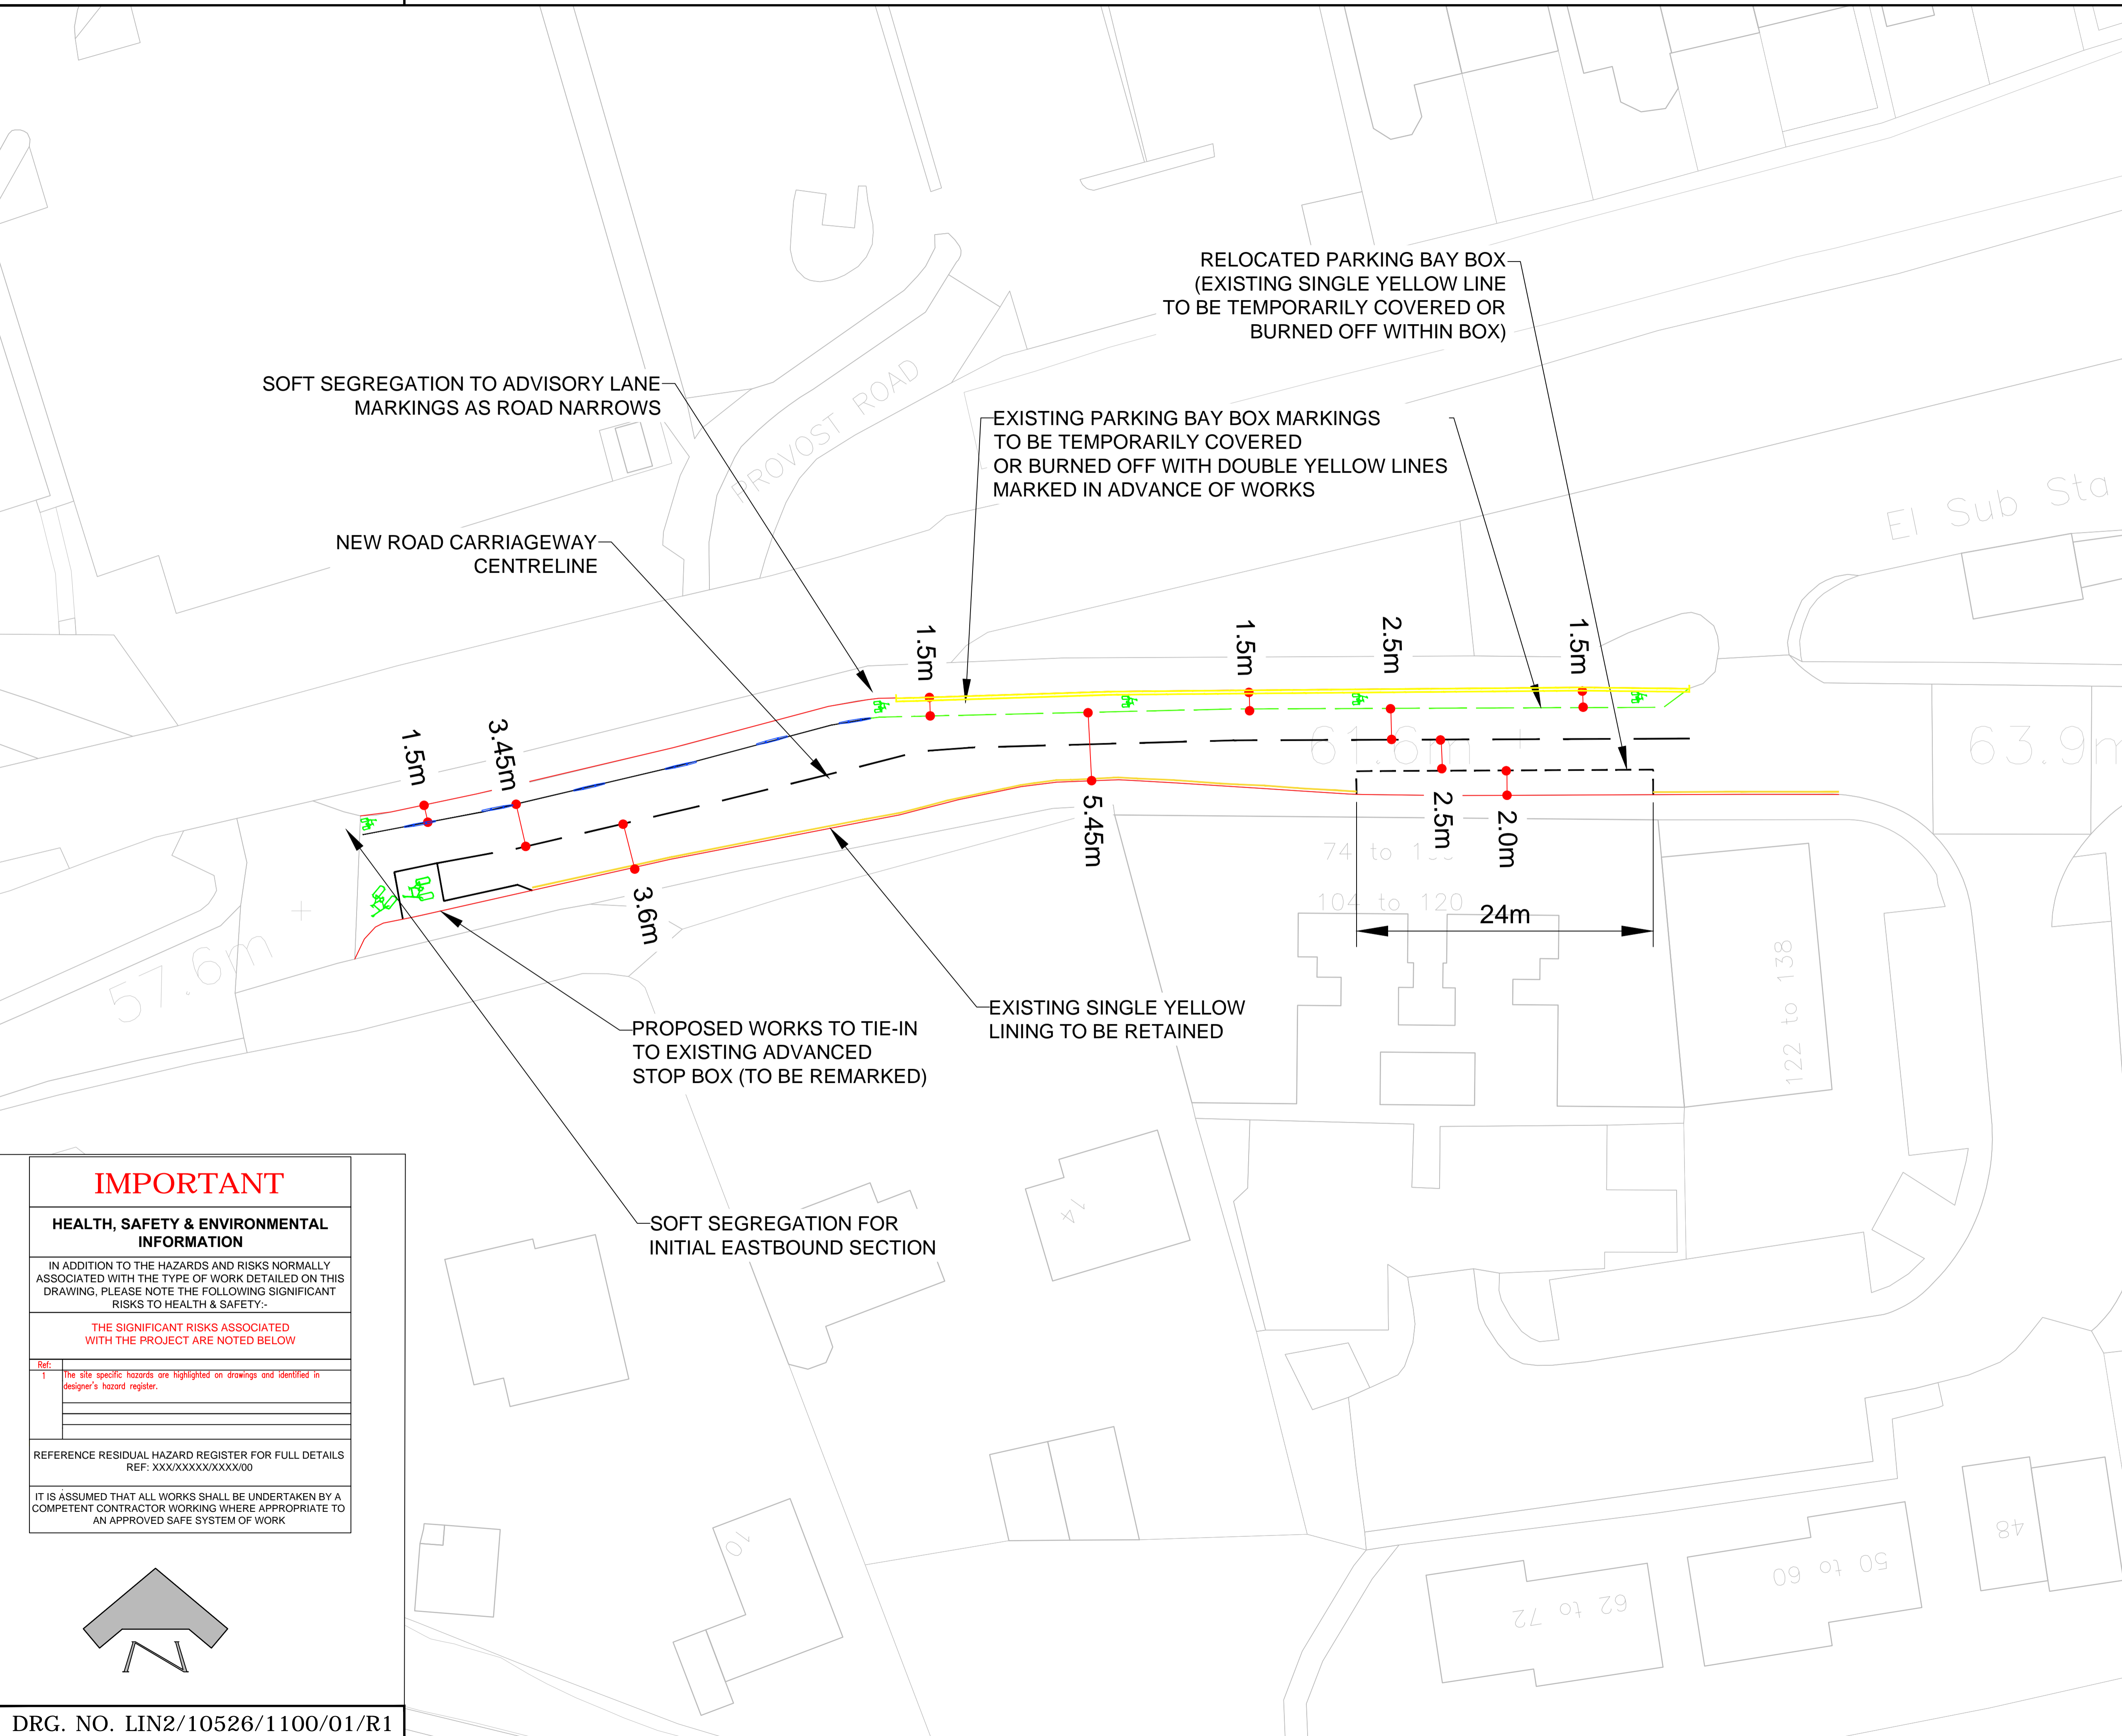 RELOCATED PARKING BAY BOX
(EXISTING SINGLE YELLOW LINE
TO BE TEMPORARILY COVERED OR
BURNED OFF WITHIN BOX)
SOFT SEGREGATION TO ADVISORY LANE
MARKINGS AS ROAD NARROWS
PROVOST ROAD
EXISTING PARKING BAY BOX MARKINGS
TO BE TEMPORARILY COVERED
OR BURNED OFF WITH DOUBLE YELLOW LINES
MARKED IN ADVANCE OF WORKS
El Sub Sta
NEW ROAD CARRIAGEWAY
CENTRELINE
1.5m
1.5m
2.5m
1.5m
1.5m
3.45m
61.6m
63.9m
5.45m
2.5m
2.0m
3.6m
74 to
104 to 120
24m
57.6m
122 to 138
EXISTING SINGLE YELLOW
LINING TO BE RETAINED
PROPOSED WORKS TO TIE-IN
TO EXISTING ADVANCED
STOP BOX (TO BE REMARKED)
SOFT SEGREGATION FOR
INITIAL EASTBOUND SECTION
14
10
62 to 72
50 to 60
48
IMPORTANT
HEALTH, SAFETY & ENVIRONMENTAL
INFORMATION
IN ADDITION TO THE HAZARDS AND RISKS NORMALLY
ASSOCIATED WITH THE TYPE OF WORK DETAILED ON THIS
DRAWING, PLEASE NOTE THE FOLLOWING SIGNIFICANT
RISKS TO HEALTH & SAFETY:-
THE SIGNIFICANT RISKS ASSOCIATED
WITH THE PROJECT ARE NOTED BELOW
Ref:
1 The site specific hazards are highlighted on drawings and identified in
designer's hazard register.
REFERENCE RESIDUAL HAZARD REGISTER FOR FULL DETAILS
REF: XXX/XXXXX/XXXX/00
IT IS ASSUMED THAT ALL WORKS SHALL BE UNDERTAKEN BY A
COMPETENT CONTRACTOR WORKING WHERE APPROPRIATE TO
AN APPROVED SAFE SYSTEM OF WORK
N
DRG. NO. LIN2/10526/1100/01/R1